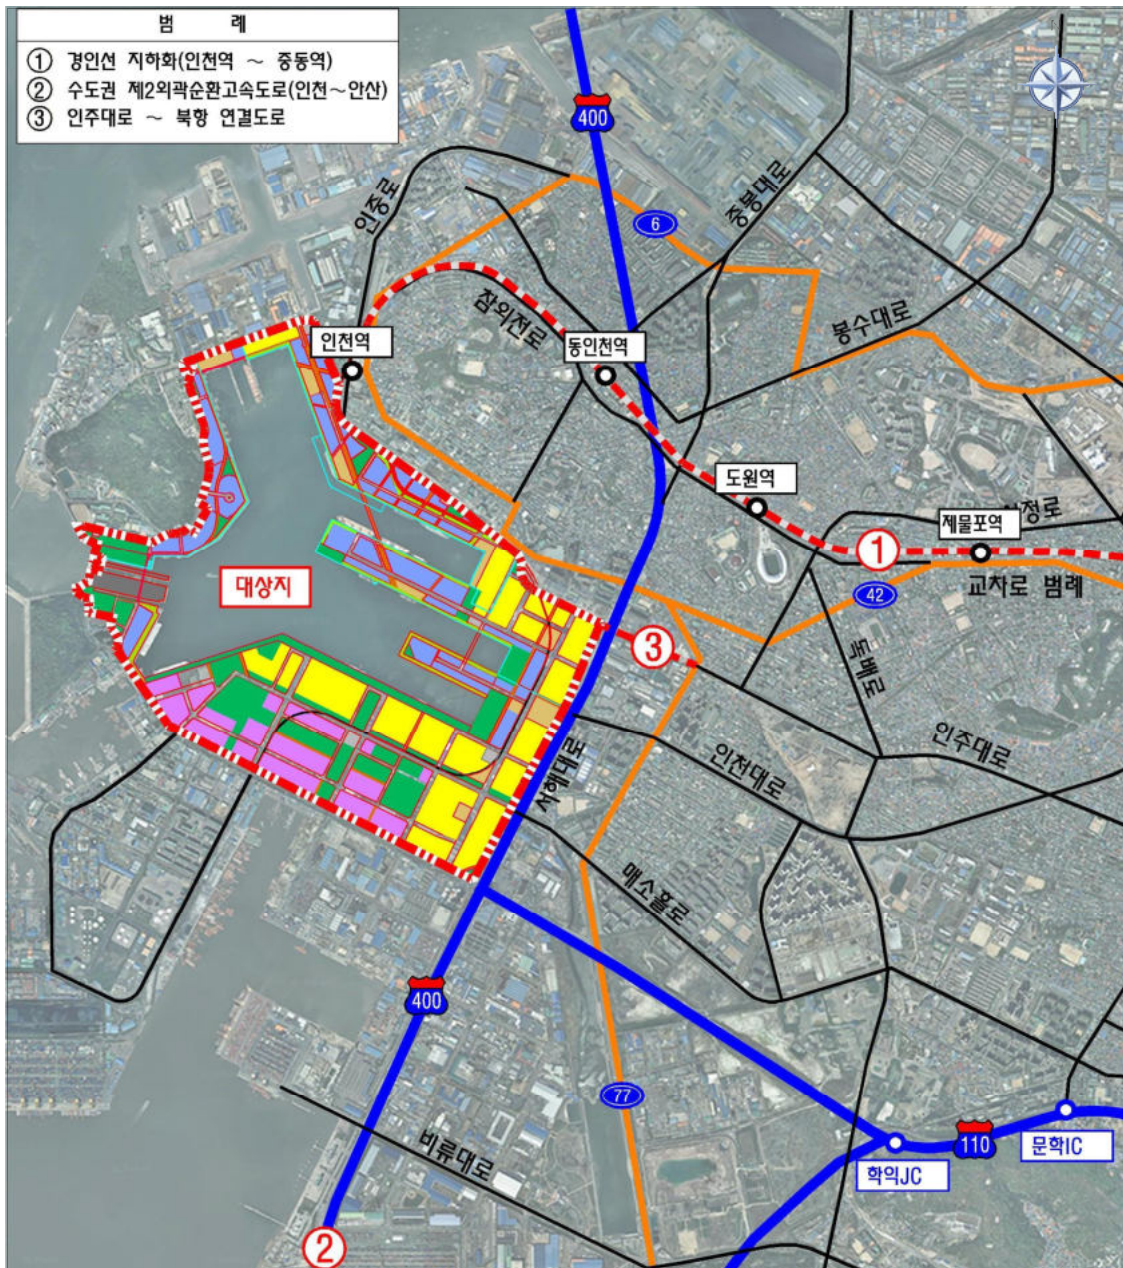 범 례
① 경인선 지하화(인천역 ~ 중동역)
② 수도권 제2외곽순환고속도로(인천~안산)
③ 인주대로 ~ 북항 연결도로
400
인중로
6
중봉대로
참외전로
봉수대로
인천역
동인천역
도원역
제물포역
1
42
교차로 범례
대상지
3
독배로
인주대로
인천대로
서해대로
매소홀로
400
77
비류대로
110
문학IC
학익JC
2